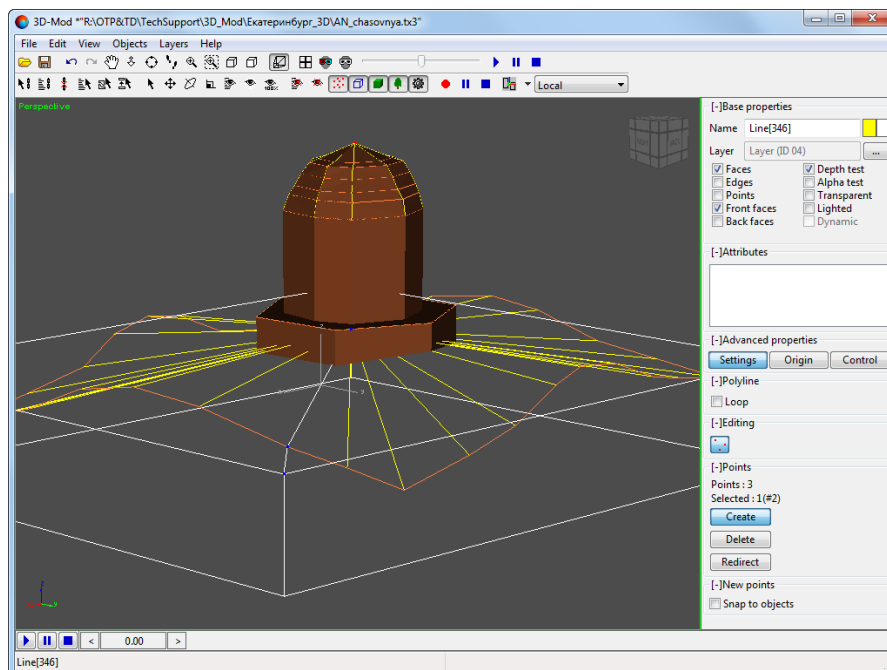 3D-Mod *"R:\OTP&TD\TechSupport\3D_Mod\Екатеринбург_3D\AN_chasovnya.tx3"
File Edit View Objects Layers Help
Local
Perspective
[-]Base properties
Name Line[346]
Layer Layer (ID 04) ...
Faces Depth test
Edges Alpha test
Points Transparent
Front faces Lighted
Back faces Dynamic
[-]Attributes
[-]Advanced properties
Settings Origin Control
[-]Polyline
Loop
[-]Editing
[-]Points
Points : 3
Selected : 1(#2)
Create
Delete
Redirect
[-]New points
Snap to objects
< 0.00 >
Line[346]